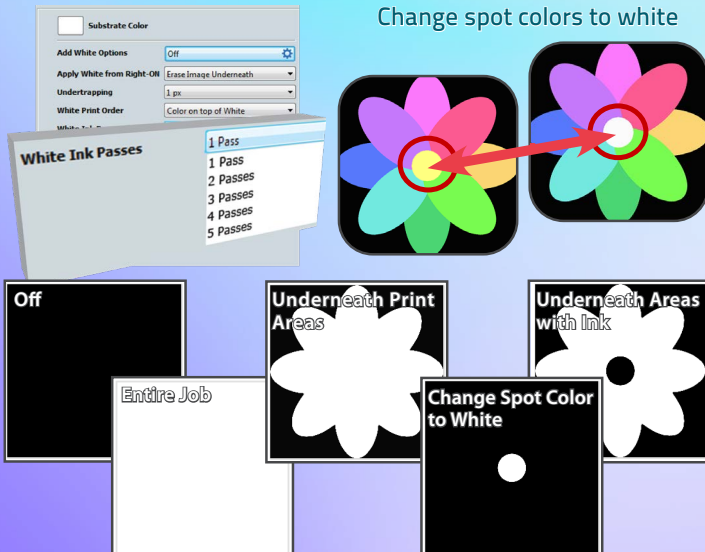 Change spot colors to white
Substrate Color
Add White Options
Off
Apply White from Right-ON
Erase Image Underneath
Undertrapping
1 px
White Print Order
Color on top of White
White Ink Passes
1 Pass
1 Pass
2 Passes
3 Passes
4 Passes
5 Passes
Off
Underneath Print
Areas
Underneath Areas
with Ink
Entire Job
Change Spot Color
to White